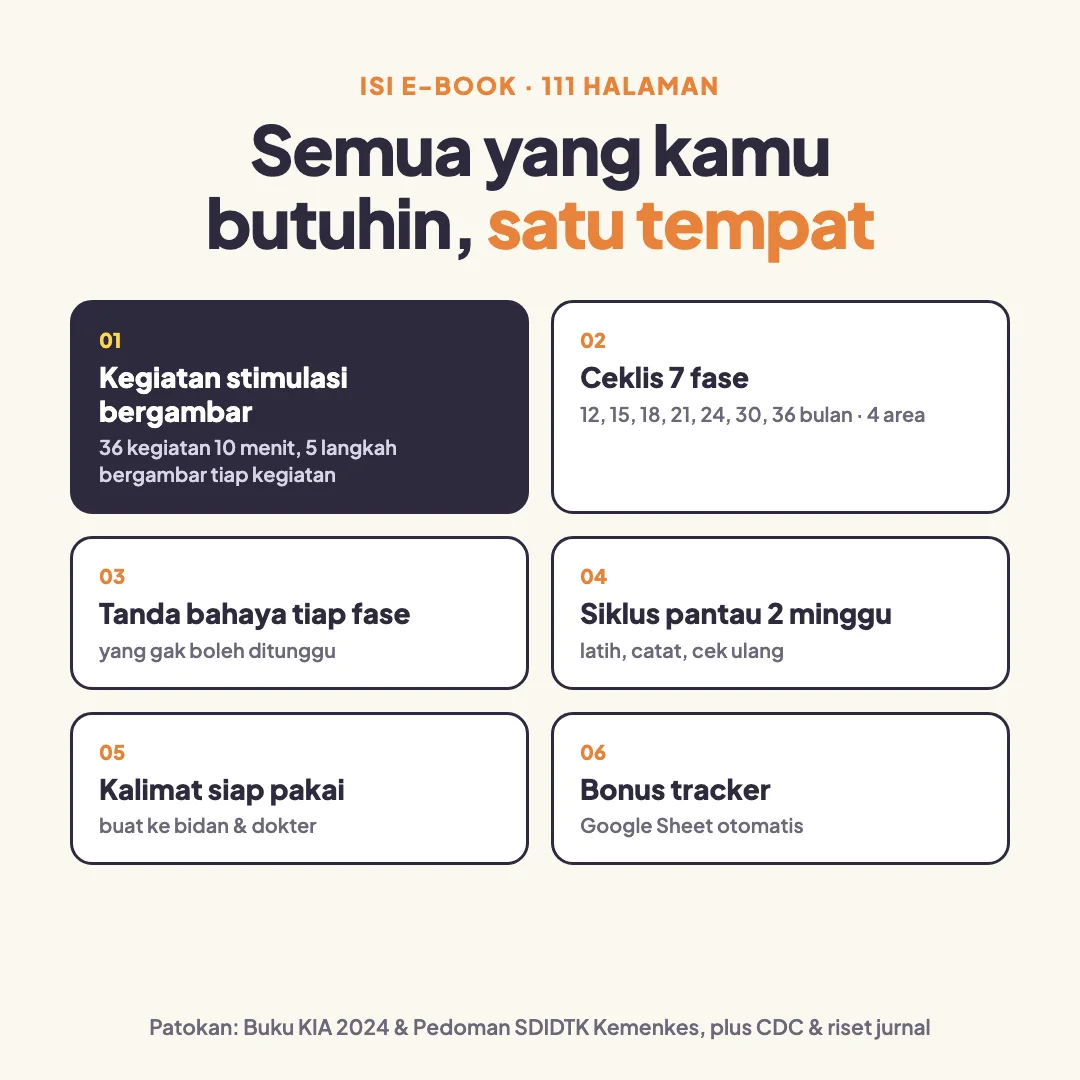 ISI E-BOOK · 111 HALAMAN
Semua yang kamu
butuhin, satu tempat
01
Kegiatan stimulasi
bergambar
36 kegiatan 10 menit, 5 langkah
bergambar tiap kegiatan
02
Ceklis 7 fase
12, 15, 18, 21, 24, 30, 36 bulan · 4 area
03
Tanda bahaya tiap fase
yang gak boleh ditunggu
04
Siklus pantau 2 minggu
latih, catat, cek ulang
05
Kalimat siap pakai
buat ke bidan & dokter
06
Bonus tracker
Google Sheet otomatis
Patokan: Buku KIA 2024 & Pedoman SDIDTK Kemenkes, plus CDC & riset jurnal